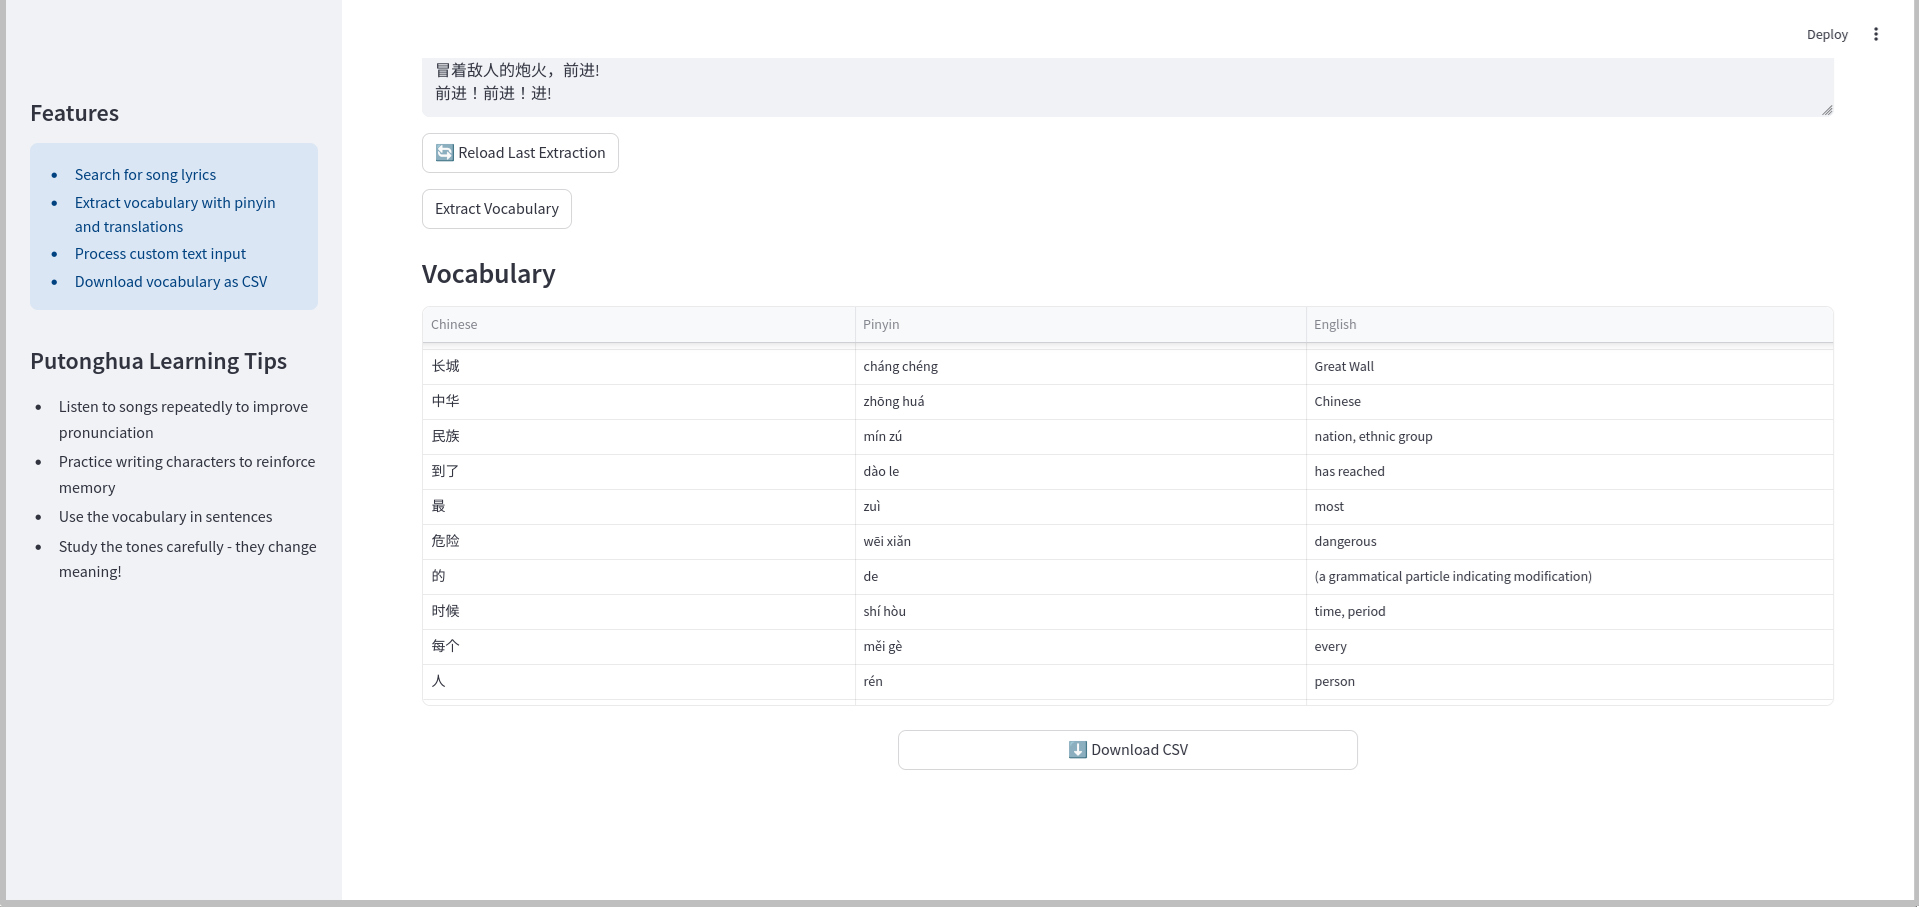 Deploy
Features
Search for song lyrics
Extract vocabulary with pinyin
and translations
Process custom text input
Download vocabulary as CSV
Putonghua Learning Tips
Listen to songs repeatedly to improve
pronunciation
Practice writing characters to reinforce
memory
Use the vocabulary in sentences
Study the tones carefully - they change
meaning!
冒着敌人的炮火，前进!
前进！前进！进!
Reload Last Extraction
Extract Vocabulary
Vocabulary
Chinese Pinyin English
长城 cháng chéng Great Wall
中华 zhōng huá Chinese
民族 mín zú nation, ethnic group
到了 dào le has reached
最 zuì most
危险 wēi xiǎn dangerous
的 de (a grammatical particle indicating modification)
时候 shí hòu time, period
每个 měi gè every
人 rén person
Download CSV